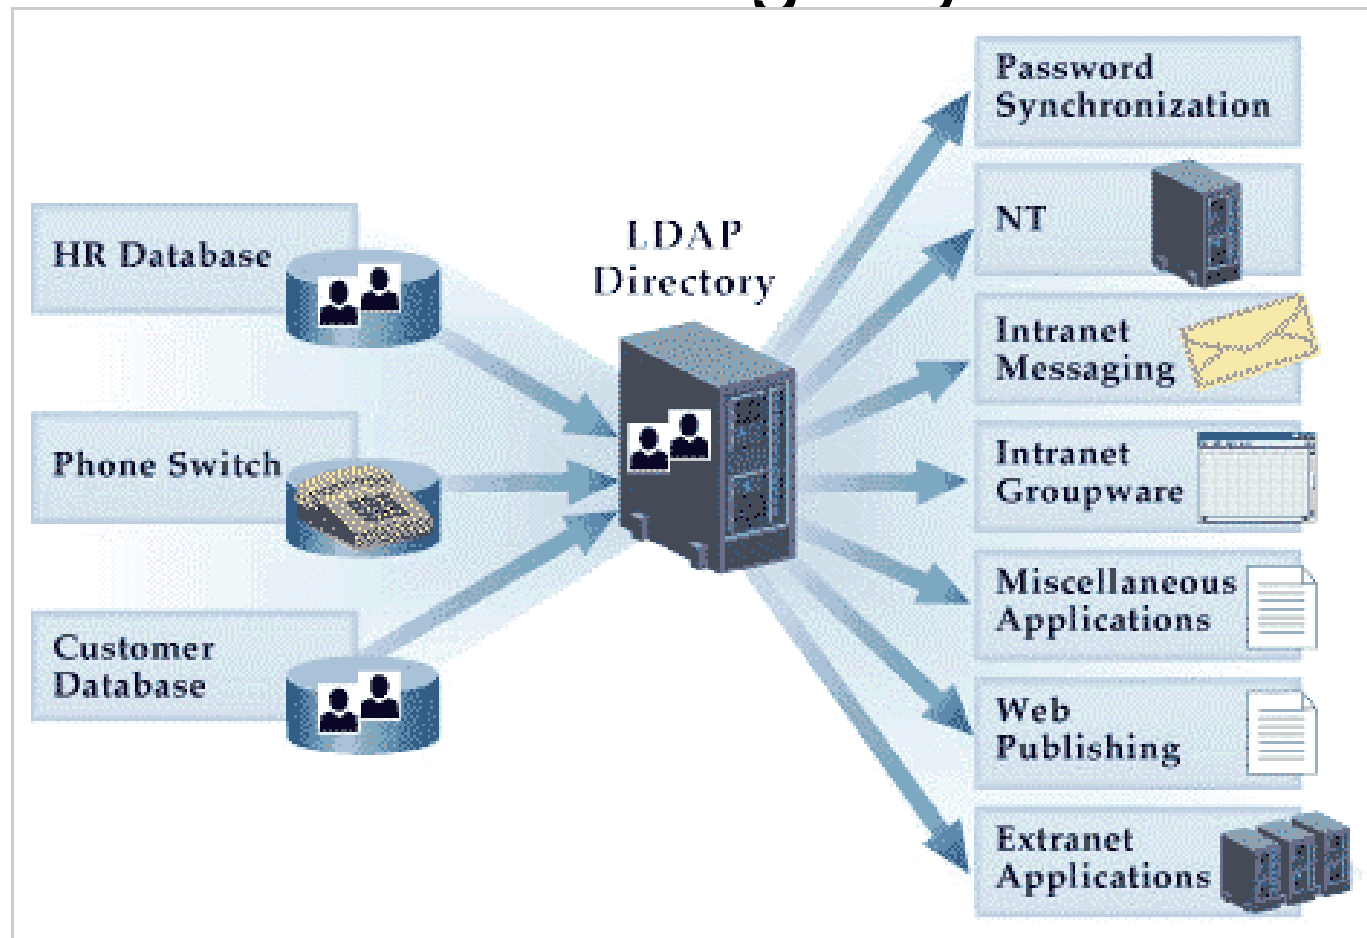 HR Database
Phone Switch
Customer
Database
LDAP
Directory
Password
Synchronization
NT
Intranet
Messaging
Intranet
Groupware
Miscellaneous
Applications
Web
Publishing
Extranet
Applications